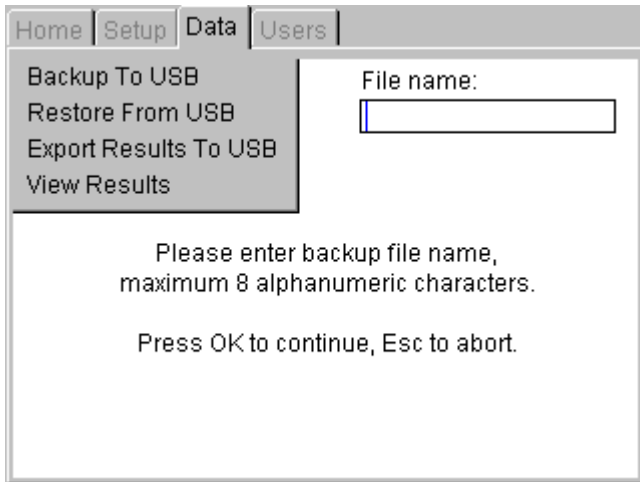 Home Setup Data Users
Backup To USB
Restore From USB
Export Results To USB
View Results
File name:
Please enter backup file name,
maximum 8 alphanumeric characters.
Press OK to continue, Esc to abort.